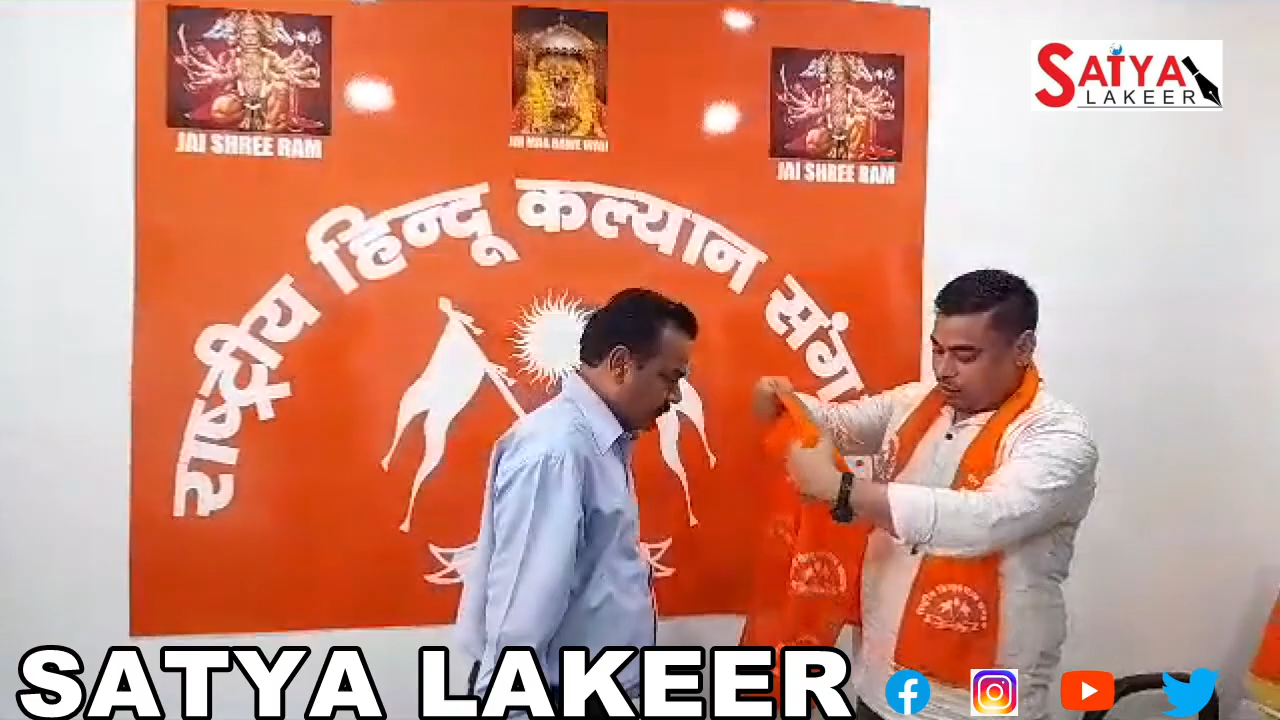 JAI SHREE RAM
JAI SHREE RAM
SATYA
LAKEER
राष्ट्रीय हिन्दू कल्यान
SATYA LAKEER